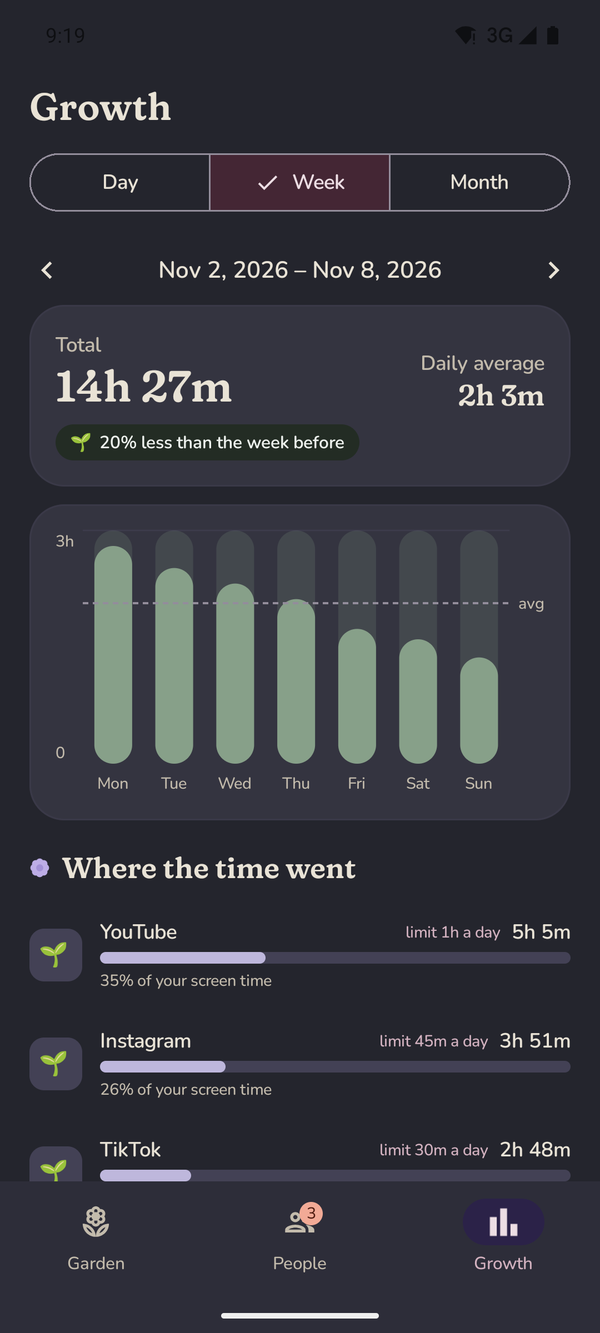 9:19
3G
Growth
Day
Week
Month
Nov 2, 2026 – Nov 8, 2026
Total
14h 27m
Daily average
2h 3m
20% less than the week before
3h
avg
0
Mon Tue Wed Thu Fri Sat Sun
Where the time went
YouTube limit 1h a day 5h 5m
35% of your screen time
Instagram limit 45m a day 3h 51m
26% of your screen time
TikTok limit 30m a day 2h 48m
3
Garden People Growth